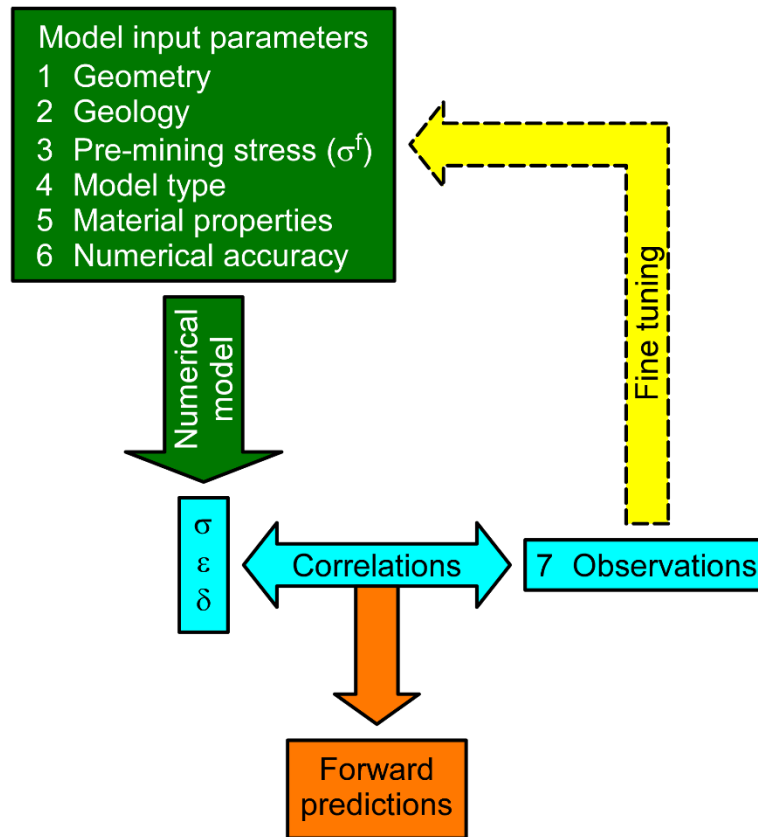 Model input parameters
1 Geometry
2 Geology
3 Pre-mining stress (σᶠ)
4 Model type
5 Material properties
6 Numerical accuracy
Numerical
model
Fine tuning
σ
ε
δ
Correlations
7 Observations
Forward
predictions